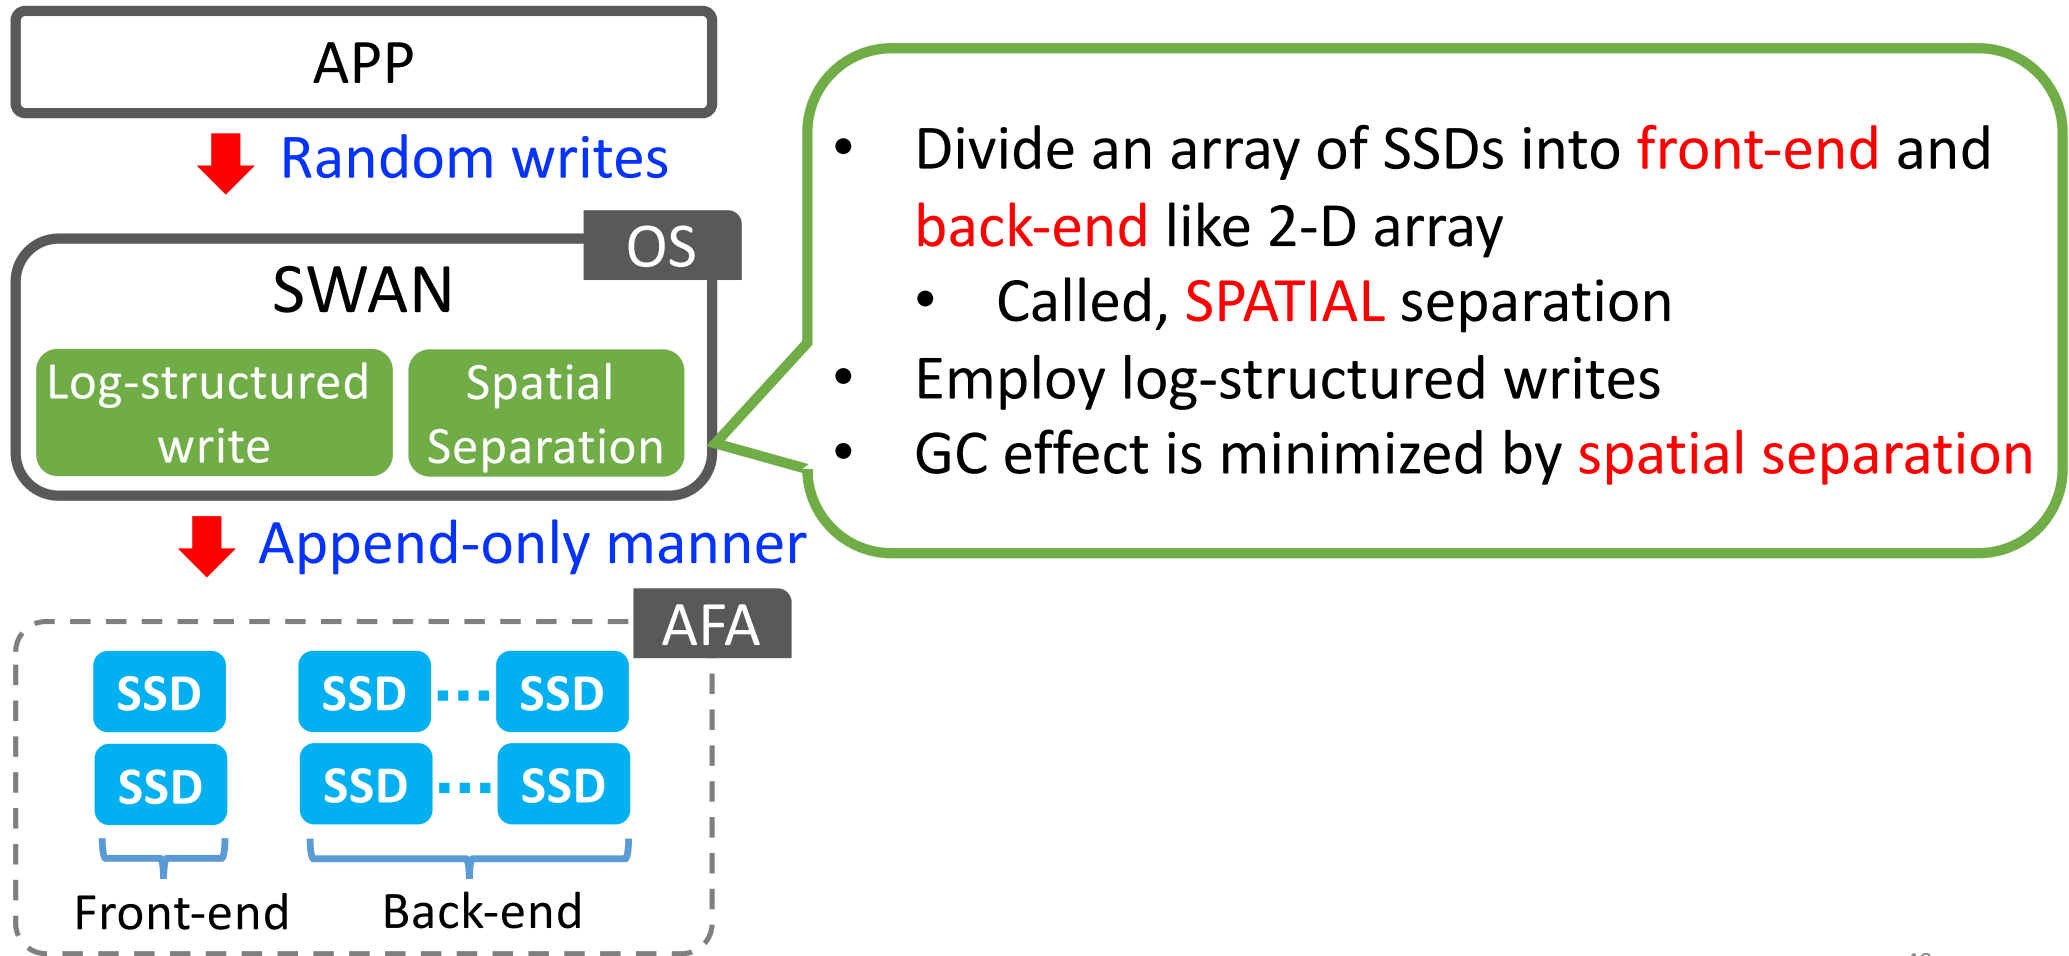 APP
Random writes
OS
SWAN
Log-structured
write
Spatial
Separation
Append-only manner
AFA
SSD SSD ... SSD
SSD SSD ... SSD
Front-end Back-end
• Divide an array of SSDs into front-end and
back-end like 2-D array
• Called, SPATIAL separation
• Employ log-structured writes
• GC effect is minimized by spatial separation